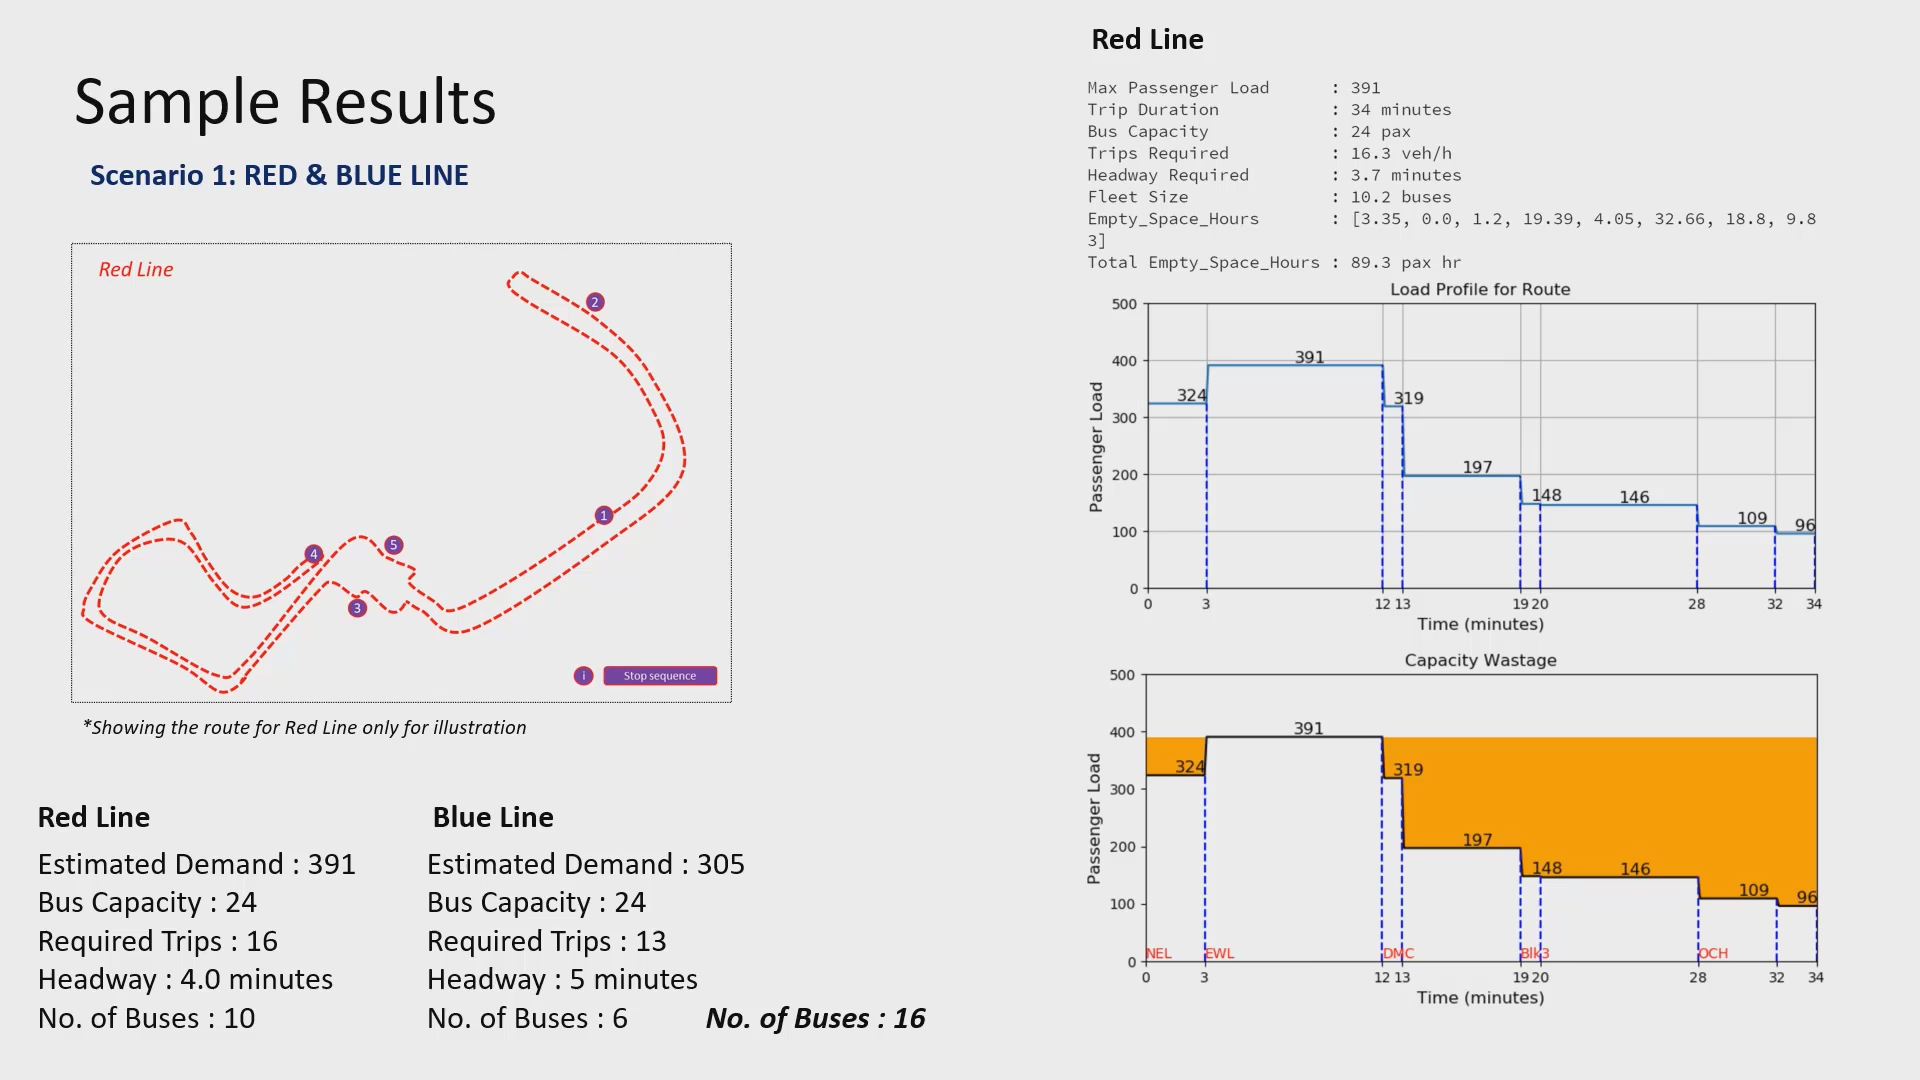 Sample Results
Scenario 1: RED & BLUE LINE
Red Line
2
1
5
4
3
i
Stop sequence
*Showing the route for Red Line only for illustration
Red Line
Estimated Demand : 391
Bus Capacity : 24
Required Trips : 16
Headway : 4.0 minutes
No. of Buses : 10
Blue Line
Estimated Demand : 305
Bus Capacity : 24
Required Trips : 13
Headway : 5 minutes
No. of Buses : 6
No. of Buses : 16
Red Line
Max Passenger Load : 391
Trip Duration : 34 minutes
Bus Capacity : 24 pax
Trips Required : 16.3 veh/h
Headway Required : 3.7 minutes
Fleet Size : 10.2 buses
Empty_Space_Hours : [3.35, 0.0, 1.2, 19.39, 4.05, 32.66, 18.8, 9.8
3]
Total Empty_Space_Hours : 89.3 pax hr
Load Profile for Route
Passenger Load
500
400
300
200
100
0
324
391
319
197
148
146
109
96
0 3 12 13 19 20 28 32 34
Time (minutes)
Capacity Wastage
Passenger Load
500
400
300
200
100
0
324
391
319
197
148
146
109
96
NEL EWL DMC Blk3 OCH
0 3 12 13 19 20 28 32 34
Time (minutes)